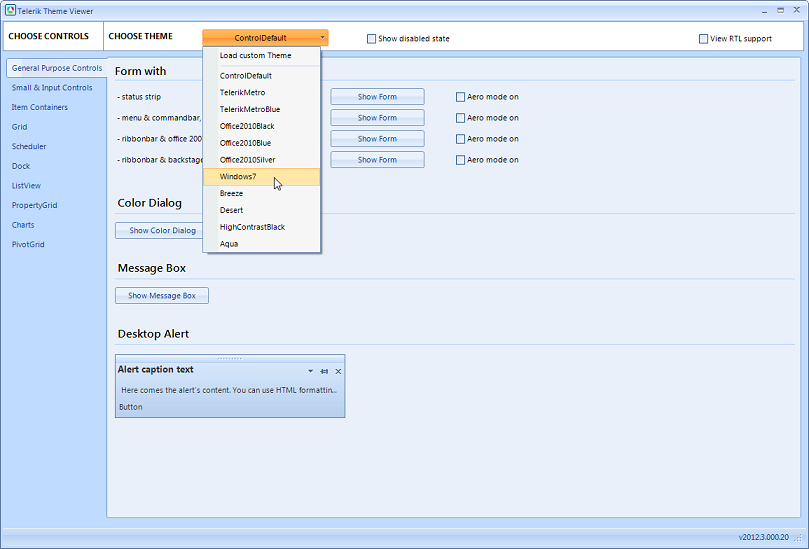 Telerik Theme Viewer
CHOOSE CONTROLS
CHOOSE THEME
ControlDefault
Show disabled state
View RTL support
Load custom Theme
ControlDefault
TelerikMetro
TelerikMetroBlue
Office2010Black
Office2010Blue
Office2010Silver
Windows7
Breeze
Desert
HighContrastBlack
Aqua
General Purpose Controls
Small & Input Controls
Item Containers
Grid
Scheduler
Dock
ListView
PropertyGrid
Charts
PivotGrid
Form with
- status strip
Show Form
Aero mode on
- menu & commandbar,
Show Form
Aero mode on
- ribbonbar & office 200
Show Form
Aero mode on
- ribbonbar & backstage
Show Form
Aero mode on
Color Dialog
Show Color Dialog
Message Box
Show Message Box
Desktop Alert
Alert caption text
Here comes the alert's content. You can use HTML formattin...
Button
v2012.3.000.20